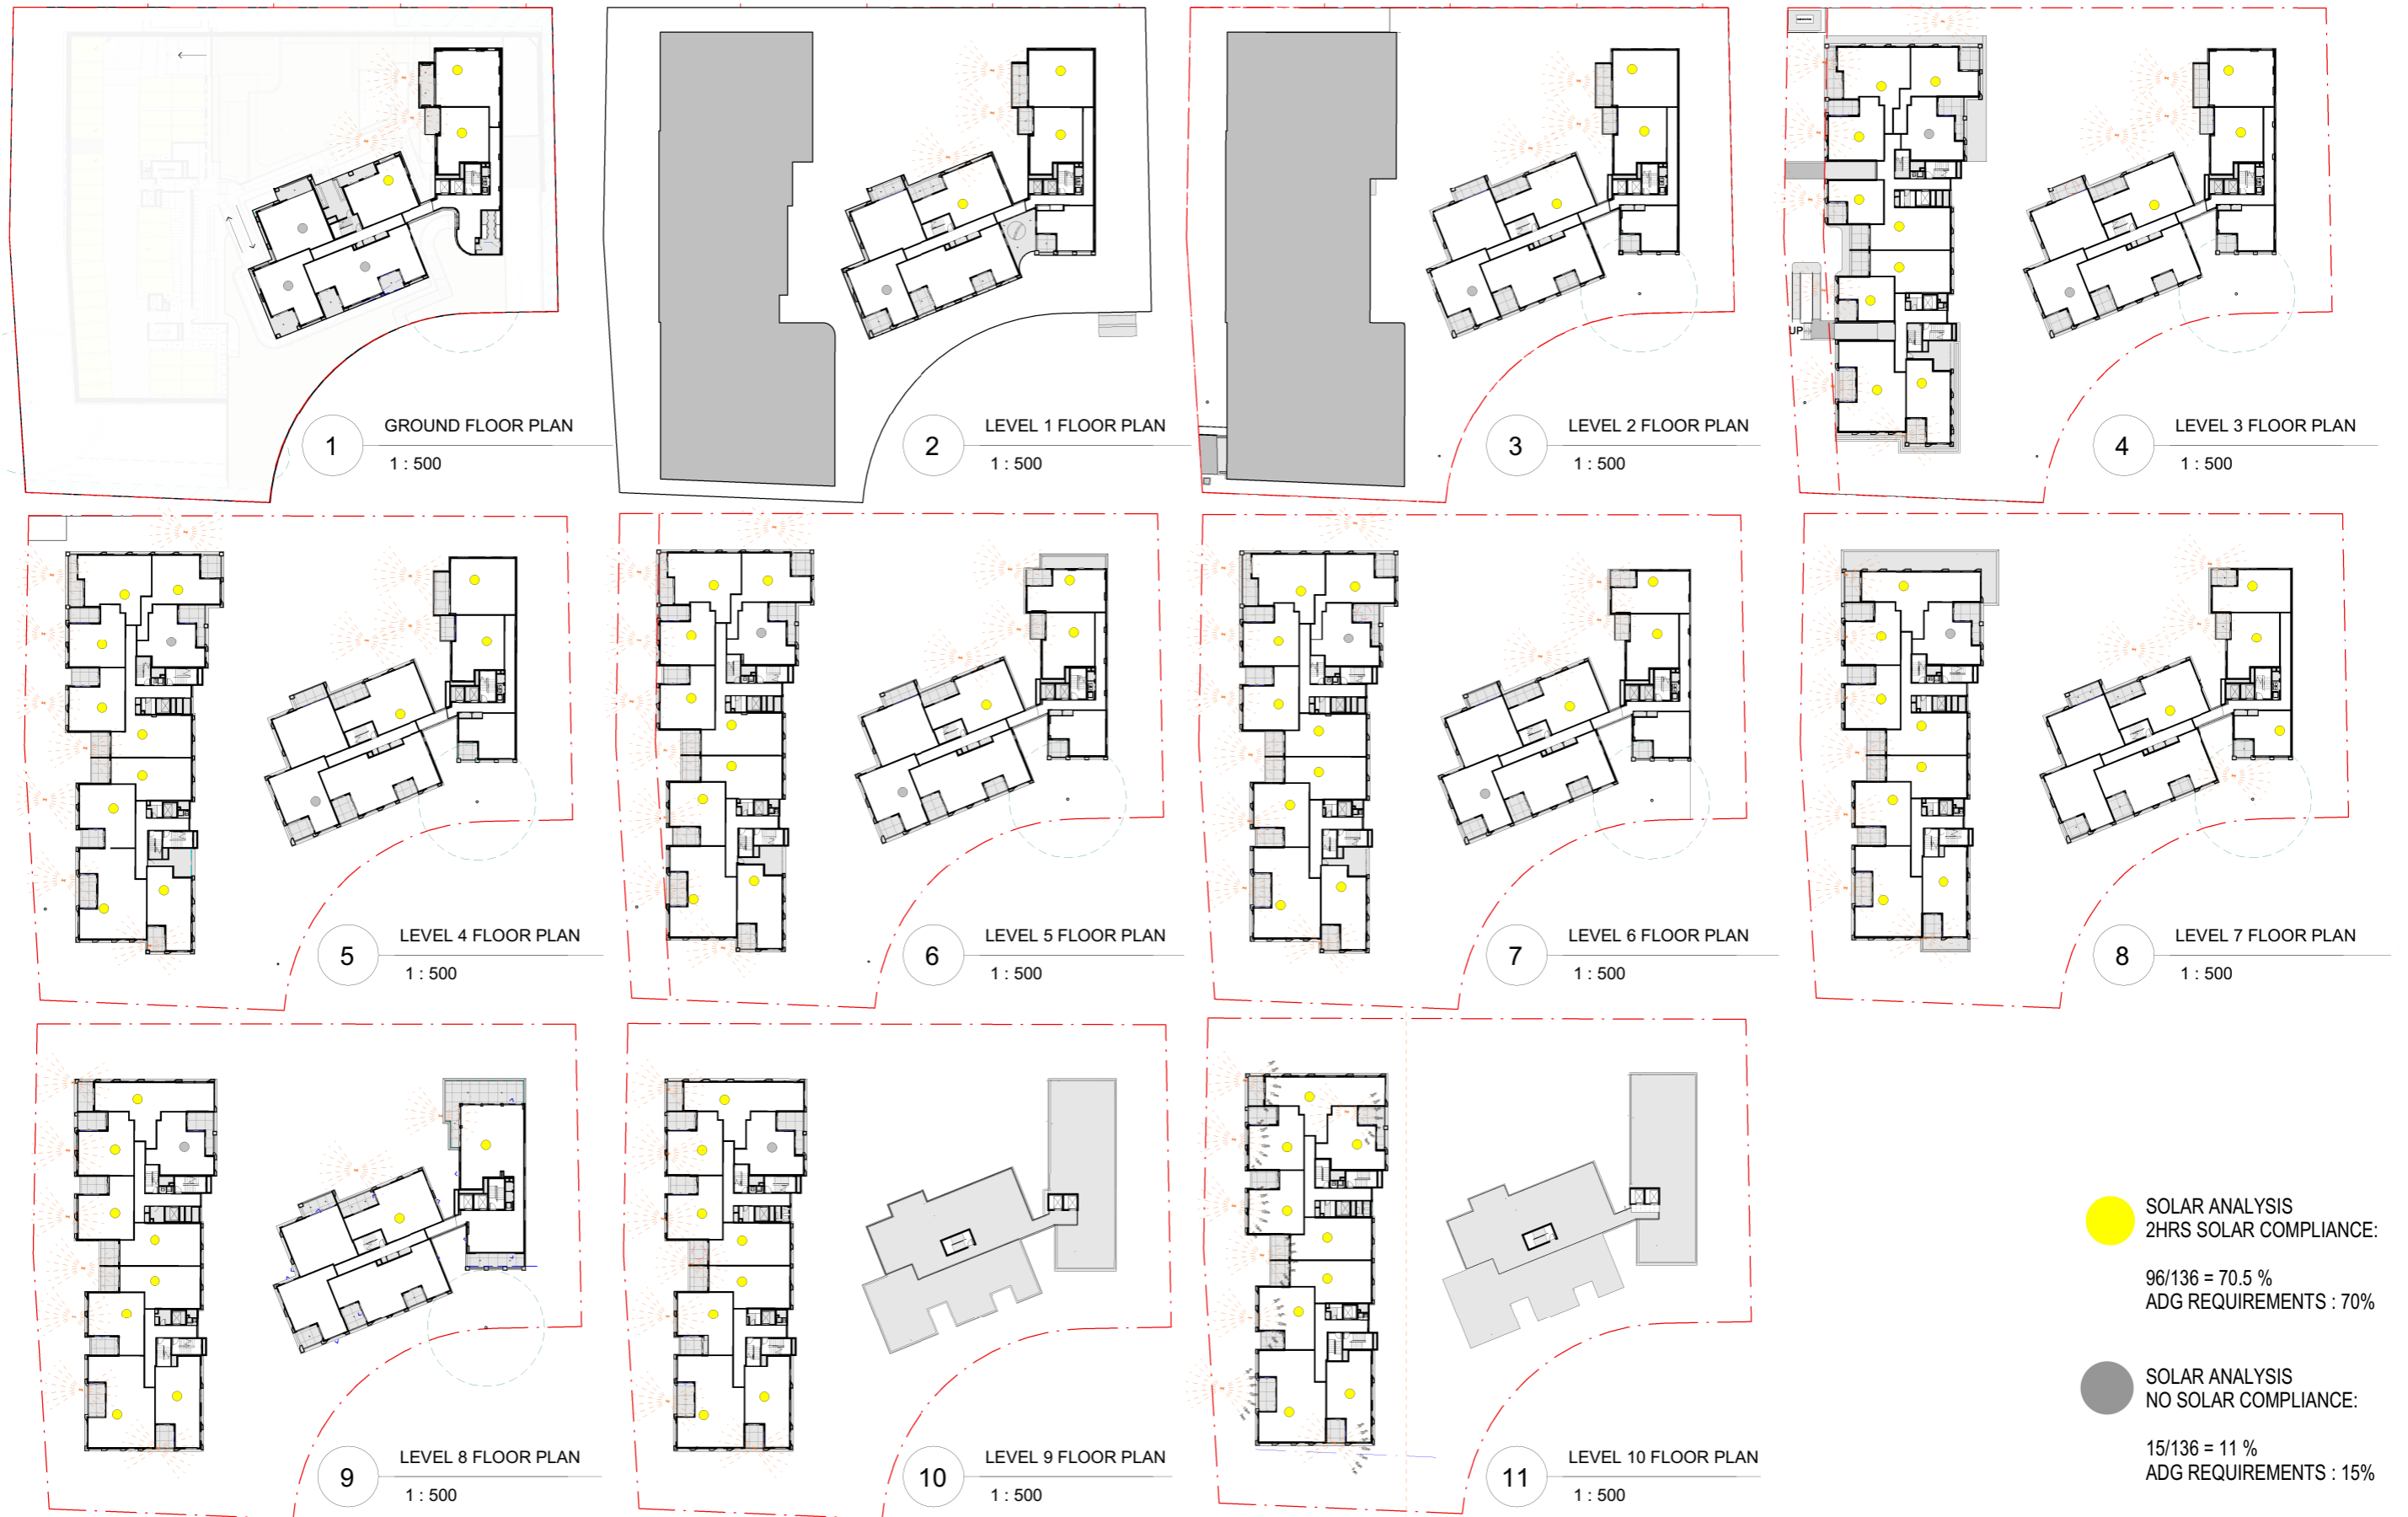 1
GROUND FLOOR PLAN
1 : 500
2
LEVEL 1 FLOOR PLAN
1 : 500
3
LEVEL 2 FLOOR PLAN
1 : 500
UP
4
LEVEL 3 FLOOR PLAN
1 : 500
5
LEVEL 4 FLOOR PLAN
1 : 500
6
LEVEL 5 FLOOR PLAN
1 : 500
7
LEVEL 6 FLOOR PLAN
1 : 500
8
LEVEL 7 FLOOR PLAN
1 : 500
9
LEVEL 8 FLOOR PLAN
1 : 500
10
LEVEL 9 FLOOR PLAN
1 : 500
11
LEVEL 10 FLOOR PLAN
1 : 500
SOLAR ANALYSIS
2HRS SOLAR COMPLIANCE:
96/136 = 70.5 %
ADG REQUIREMENTS : 70%
SOLAR ANALYSIS
NO SOLAR COMPLIANCE:
15/136 = 11 %
ADG REQUIREMENTS : 15%